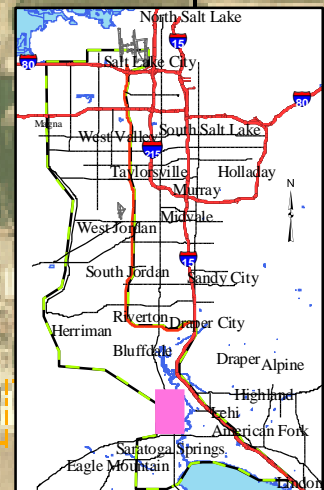 North Salt Lake
15
80
Salt Lake City
80
Magna
West Valley
South Salt Lake
215
Taylorsville
Holladay
Murray
N
Midvale
West Jordan
15
South Jordan
Sandy City
Riverton
Draper City
Herriman
Bluffdale
Draper
Alpine
Highland
Lehi
American Fork
Saratoga Springs
Eagle Mountain
Lindon